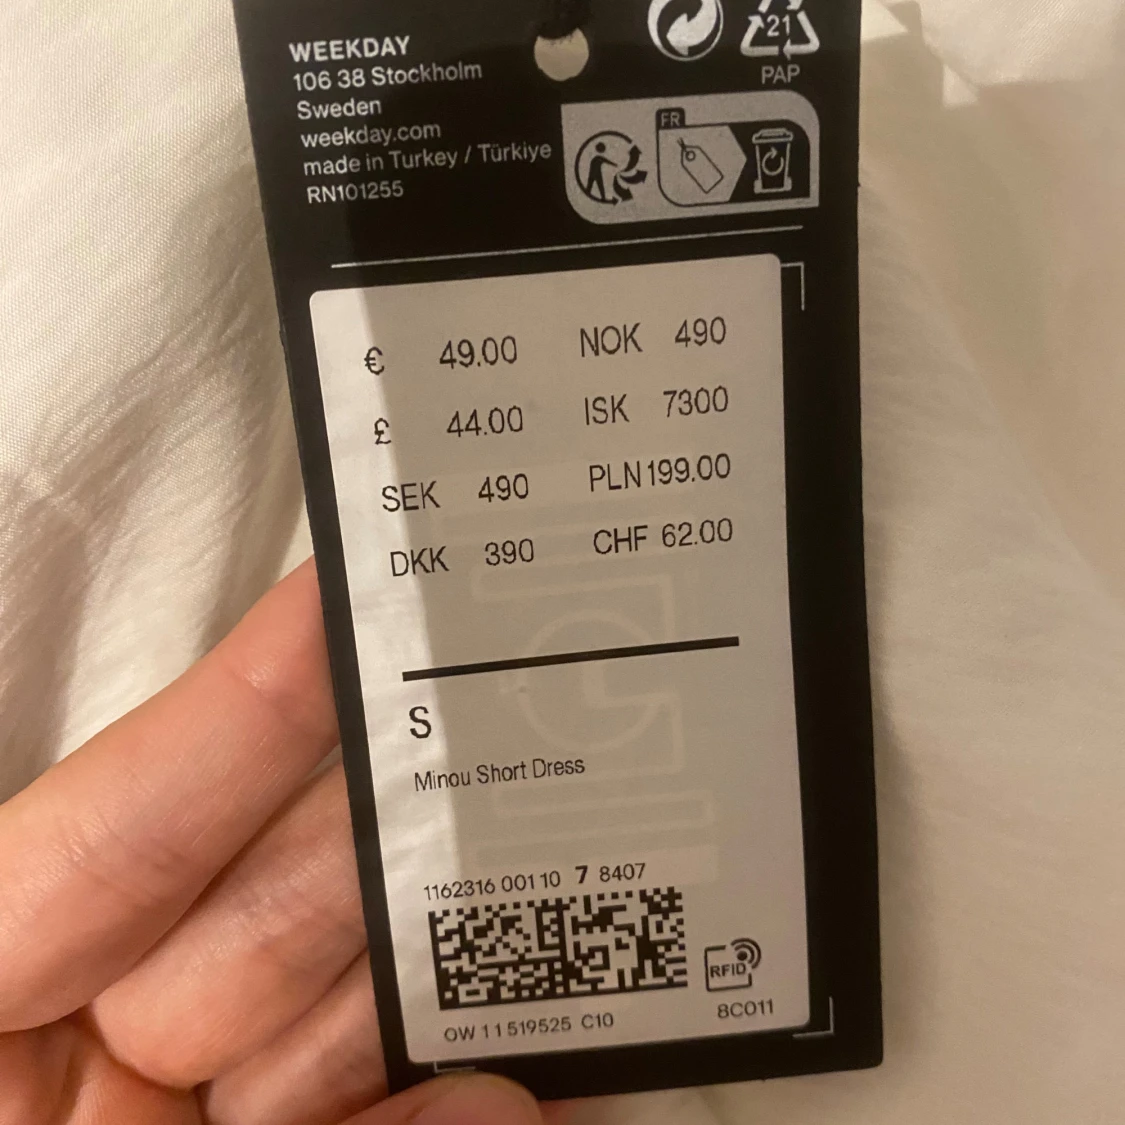 WEEKDAY
106 38 Stockholm
Sweden
weekday.com
made in Turkey / Türkiye
RN101255
21
PAP
FR
€ 49.00 NOK 490
£ 44.00 ISK 7300
SEK 490 PLN 199.00
DKK 390 CHF 62.00
S
Minou Short Dress
1162316 001 10 7 8407
RFID
OW 11 519525 C10
8C011